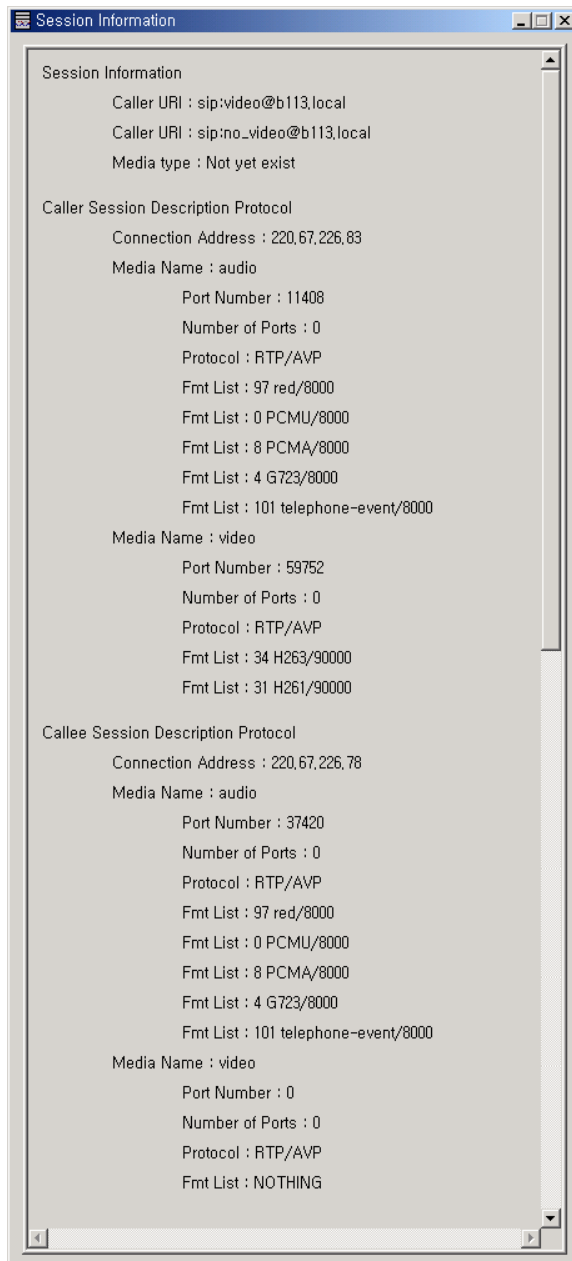 Session Information
Session Information
Caller URI : sip:video@b113.local
Caller URI : sip:no_video@b113.local
Media type : Not yet exist
Caller Session Description Protocol
Connection Address : 220.67.226.83
Media Name : audio
Port Number : 11408
Number of Ports : 0
Protocol : RTP/AVP
Fmt List : 97 red/8000
Fmt List : 0 PCMU/8000
Fmt List : 8 PCMA/8000
Fmt List : 4 G723/8000
Fmt List : 101 telephone-event/8000
Media Name : video
Port Number : 59752
Number of Ports : 0
Protocol : RTP/AVP
Fmt List : 34 H263/90000
Fmt List : 31 H261/90000
Callee Session Description Protocol
Connection Address : 220.67.226.78
Media Name : audio
Port Number : 37420
Number of Ports : 0
Protocol : RTP/AVP
Fmt List : 97 red/8000
Fmt List : 0 PCMU/8000
Fmt List : 8 PCMA/8000
Fmt List : 4 G723/8000
Fmt List : 101 telephone-event/8000
Media Name : video
Port Number : 0
Number of Ports : 0
Protocol : RTP/AVP
Fmt List : NOTHING